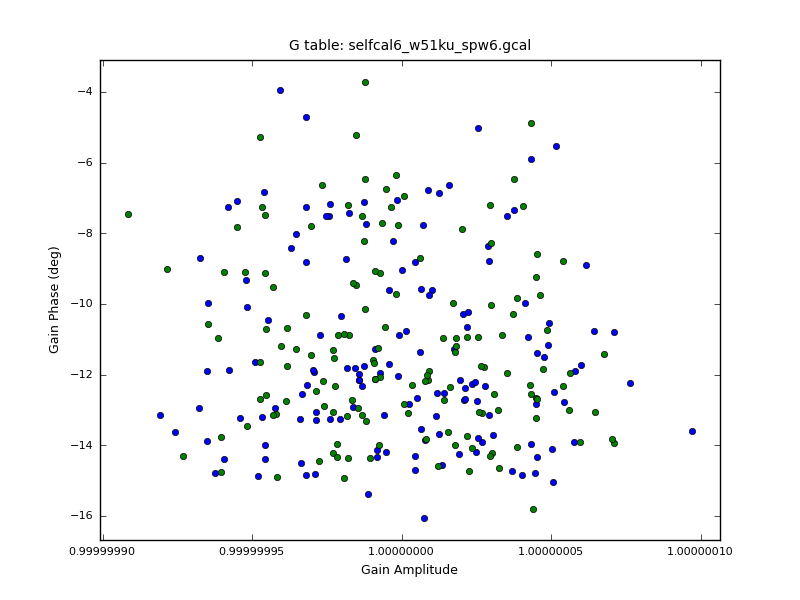 G table: selfcal6_w51ku_spw6.gcal
−4
−6
−8
−10
−12
−14
−16
Gain Phase (deg)
0.99999990 0.99999995 1.00000000 1.00000005 1.00000010
Gain Amplitude